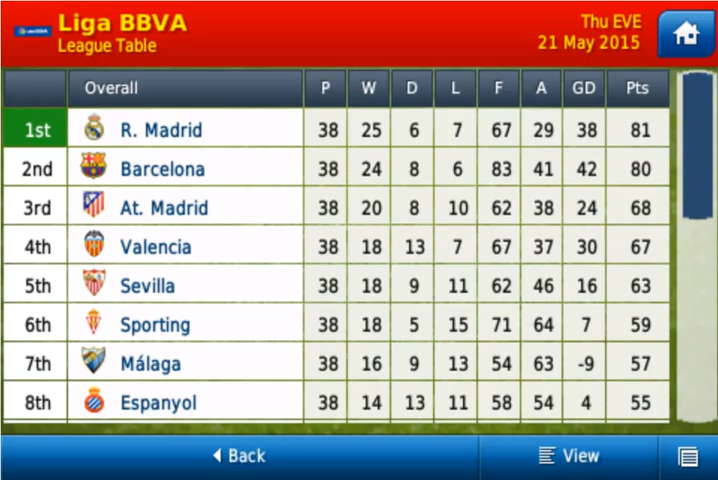 Liga BBVA
League Table
Thu EVE
21 May 2015
Overall P W D L F A GD Pts
1st R. Madrid 38 25 6 7 67 29 38 81
2nd Barcelona 38 24 8 6 83 41 42 80
3rd At. Madrid 38 20 8 10 62 38 24 68
4th Valencia 38 18 13 7 67 37 30 67
5th Sevilla 38 18 9 11 62 46 16 63
6th Sporting 38 18 5 15 71 64 7 59
7th Málaga 38 16 9 13 54 63 -9 57
8th Espanyol 38 14 13 11 58 54 4 55
Back View